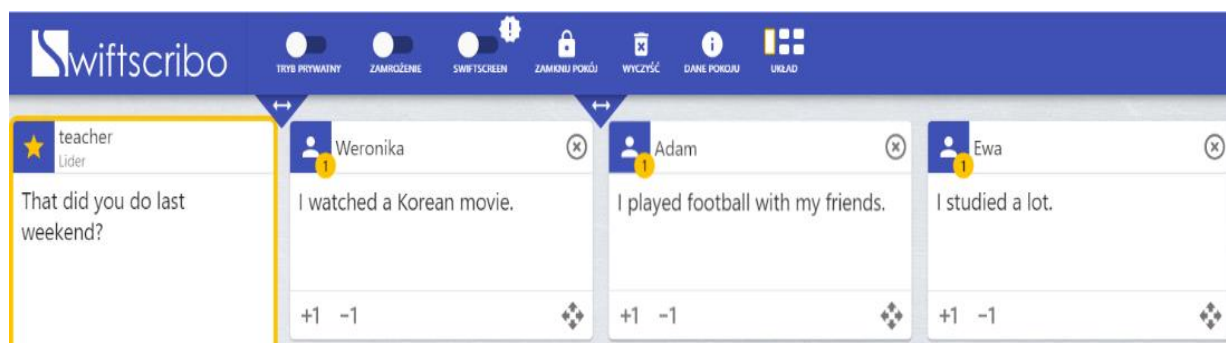 Swiftscribo
TRYB PRYWATNY ZAMROŻENIE SWIFTSCREEN ZAMKNIJ POKÓJ WYCZYŚĆ DANE POKOJU UKŁAD
teacher
Lider
That did you do last
weekend?
1
Weronika
I watched a Korean movie.
+1 −1
1
Adam
I played football with my friends.
+1 −1
1
Ewa
I studied a lot.
+1 −1